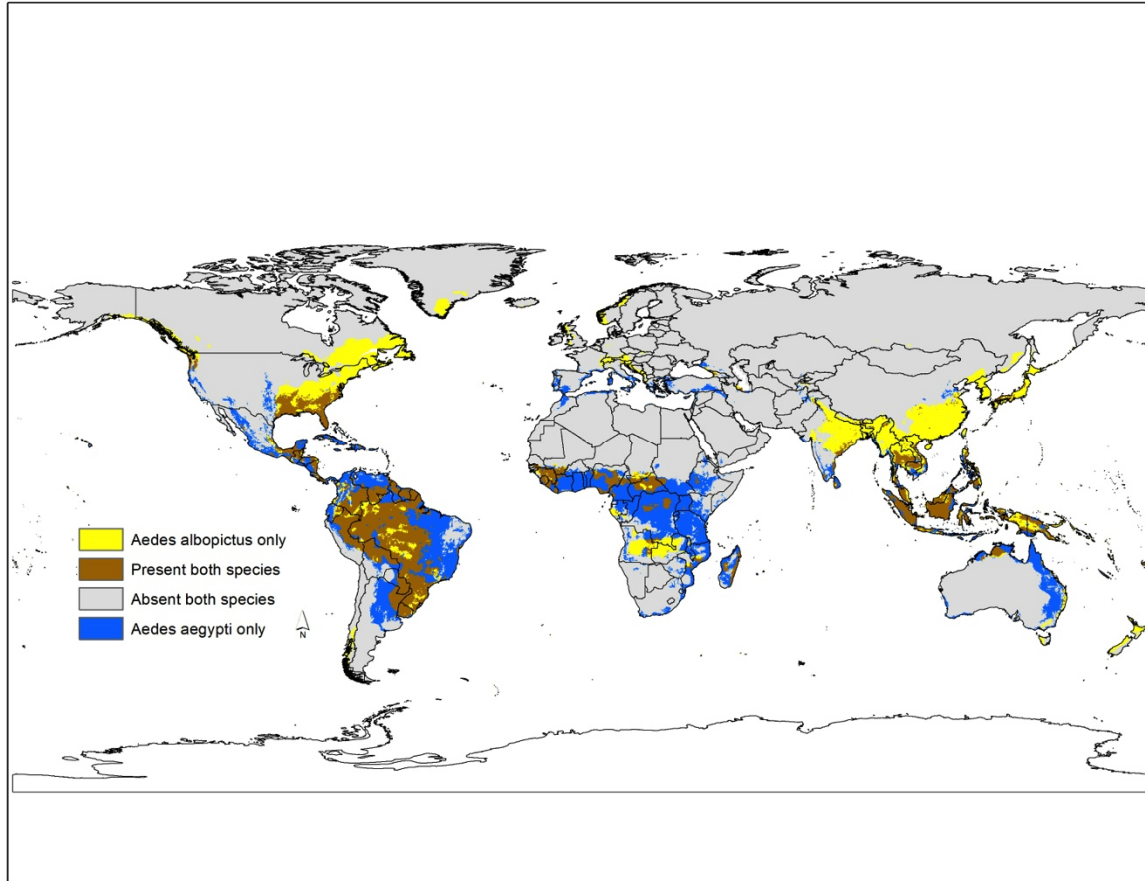 Aedes albopictus only
Present both species
Absent both species
Aedes aegypti only
N